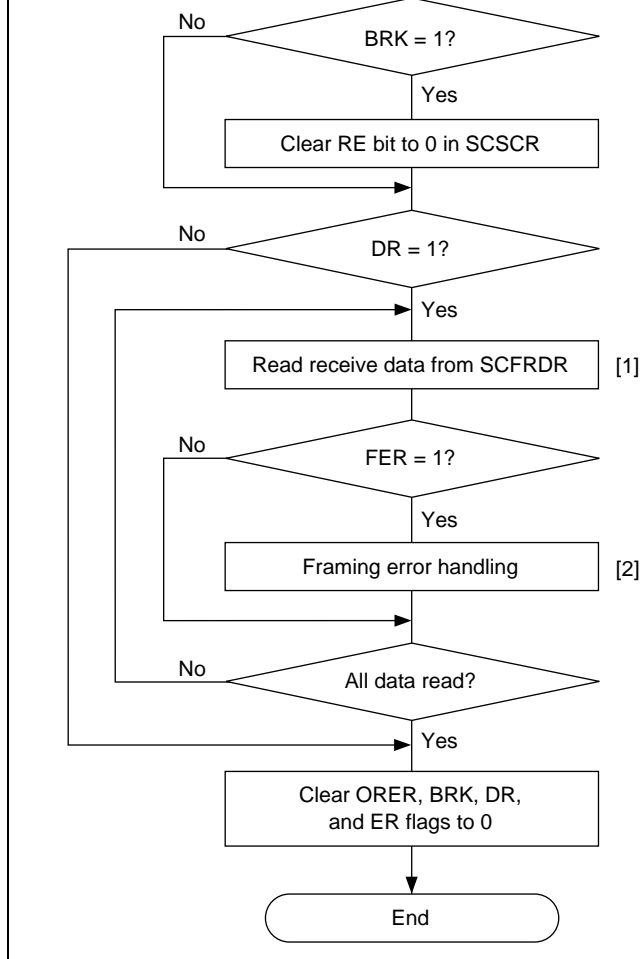 No
BRK = 1?
Yes
Clear RE bit to 0 in SCSCR
No
DR = 1?
Yes
Read receive data from SCFRDR
[1]
No
FER = 1?
Yes
Framing error handling
[2]
No
All data read?
Yes
Clear ORER, BRK, DR,
and ER flags to 0
End